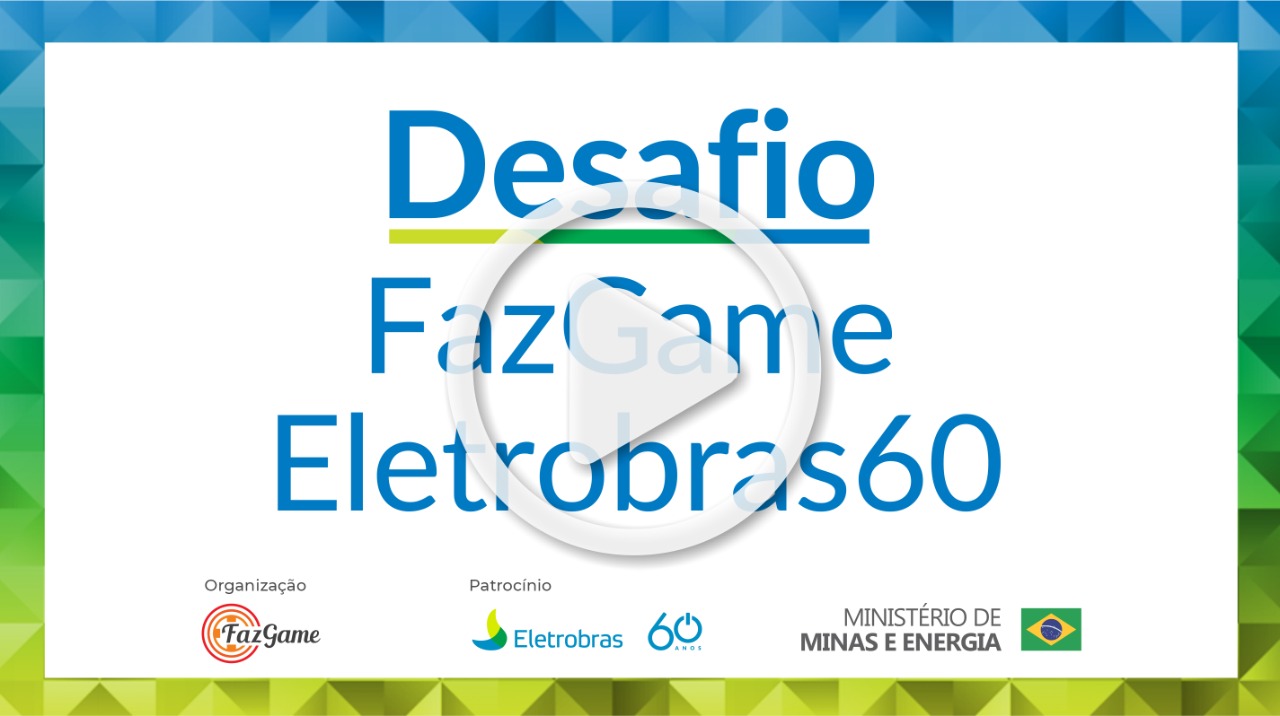 Desafio
FazGame
Eletrobras60
Organização
Patrocínio
FazGame
Eletrobras
60
ANOS
MINISTÉRIO DE
MINAS E ENERGIA